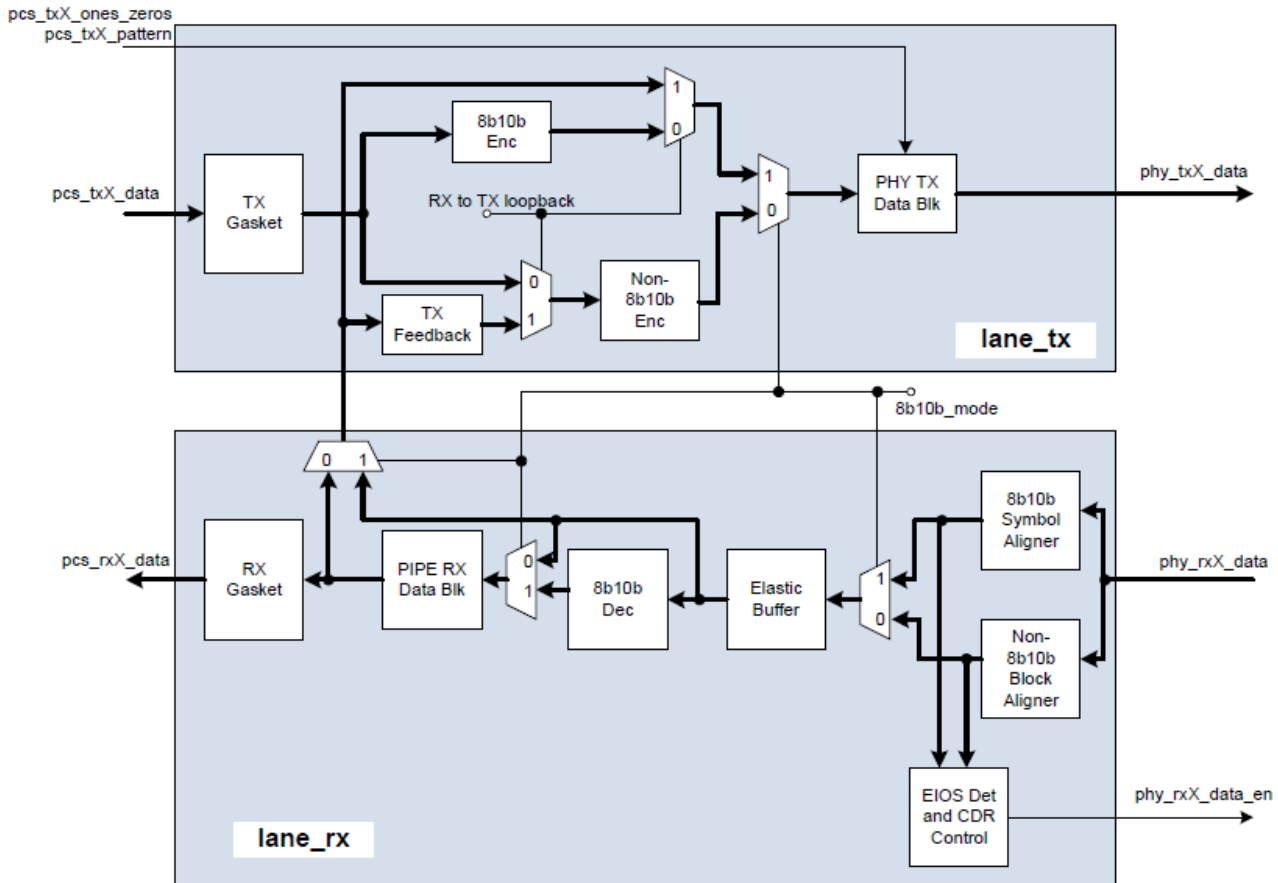 pcs_txX_ones_zeros
pcs_txX_pattern
1
8b10b
Enc
0
pcs_txX_data
TX
Gasket
RX to TX loopback
1
0
PHY TX
Data Blk
phy_txX_data
0
1
Non-
8b10b
Enc
TX
Feedback
lane_tx
8b10b_mode
0 1
8b10b
Symbol
Aligner
pcs_rxX_data
RX
Gasket
PIPE RX
Data Blk
0
1
8b10b
Dec
Elastic
Buffer
1
0
phy_rxX_data
Non-
8b10b
Block
Aligner
EIOS Det
and CDR
Control
phy_rxX_data_en
lane_rx